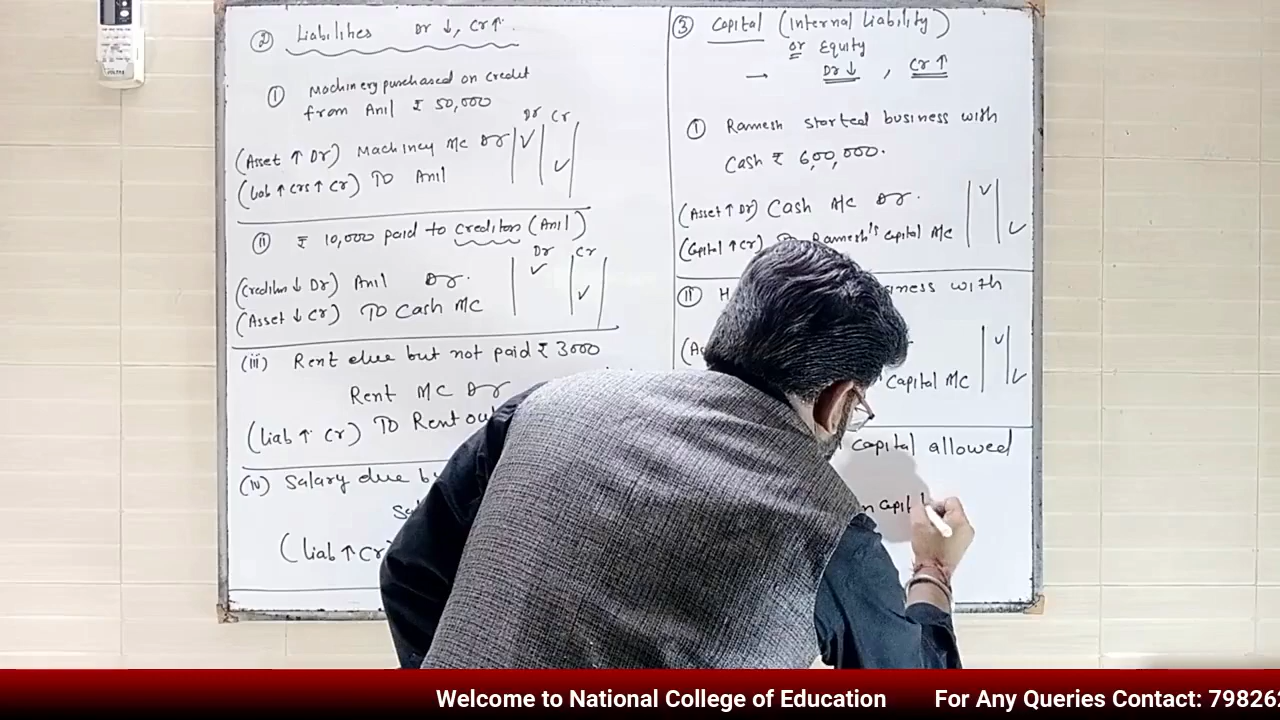 ② Liabilities Dr ↓, Cr ↑
① Machinery purchased on credit
from Anil ₹ 50,000
Dr Cr
(Asset ↑ Dr) Machinery A/c Dr ✓
(Liab ↑ Crs ↑ Cr) To Anil ✓
(ii) ₹ 10,000 paid to creditors (Anil)
Dr Cr
(Creditors ↓ Dr) Anil Dr. ✓
(Asset ↓ Cr) To Cash A/c ✓
(iii) Rent due but not paid ₹ 3000
Rent A/c Dr
(Liab ↑ Cr) To Rent
(iv) Salary due
(Liab ↑ Cr)
③ Capital (Internal Liability)
or Equity
→ Dr ↓ , Cr ↑
① Ramesh started business with
Cash ₹ 6,00,000.
(Asset ↑ Dr) Cash A/c Dr. ✓
(Capital ↑ Cr) To Ramesh's Capital A/c ✓
(II) with
✓
Capital A/c ✓
Capital allowed
Welcome to National College of Education For Any Queries Contact: